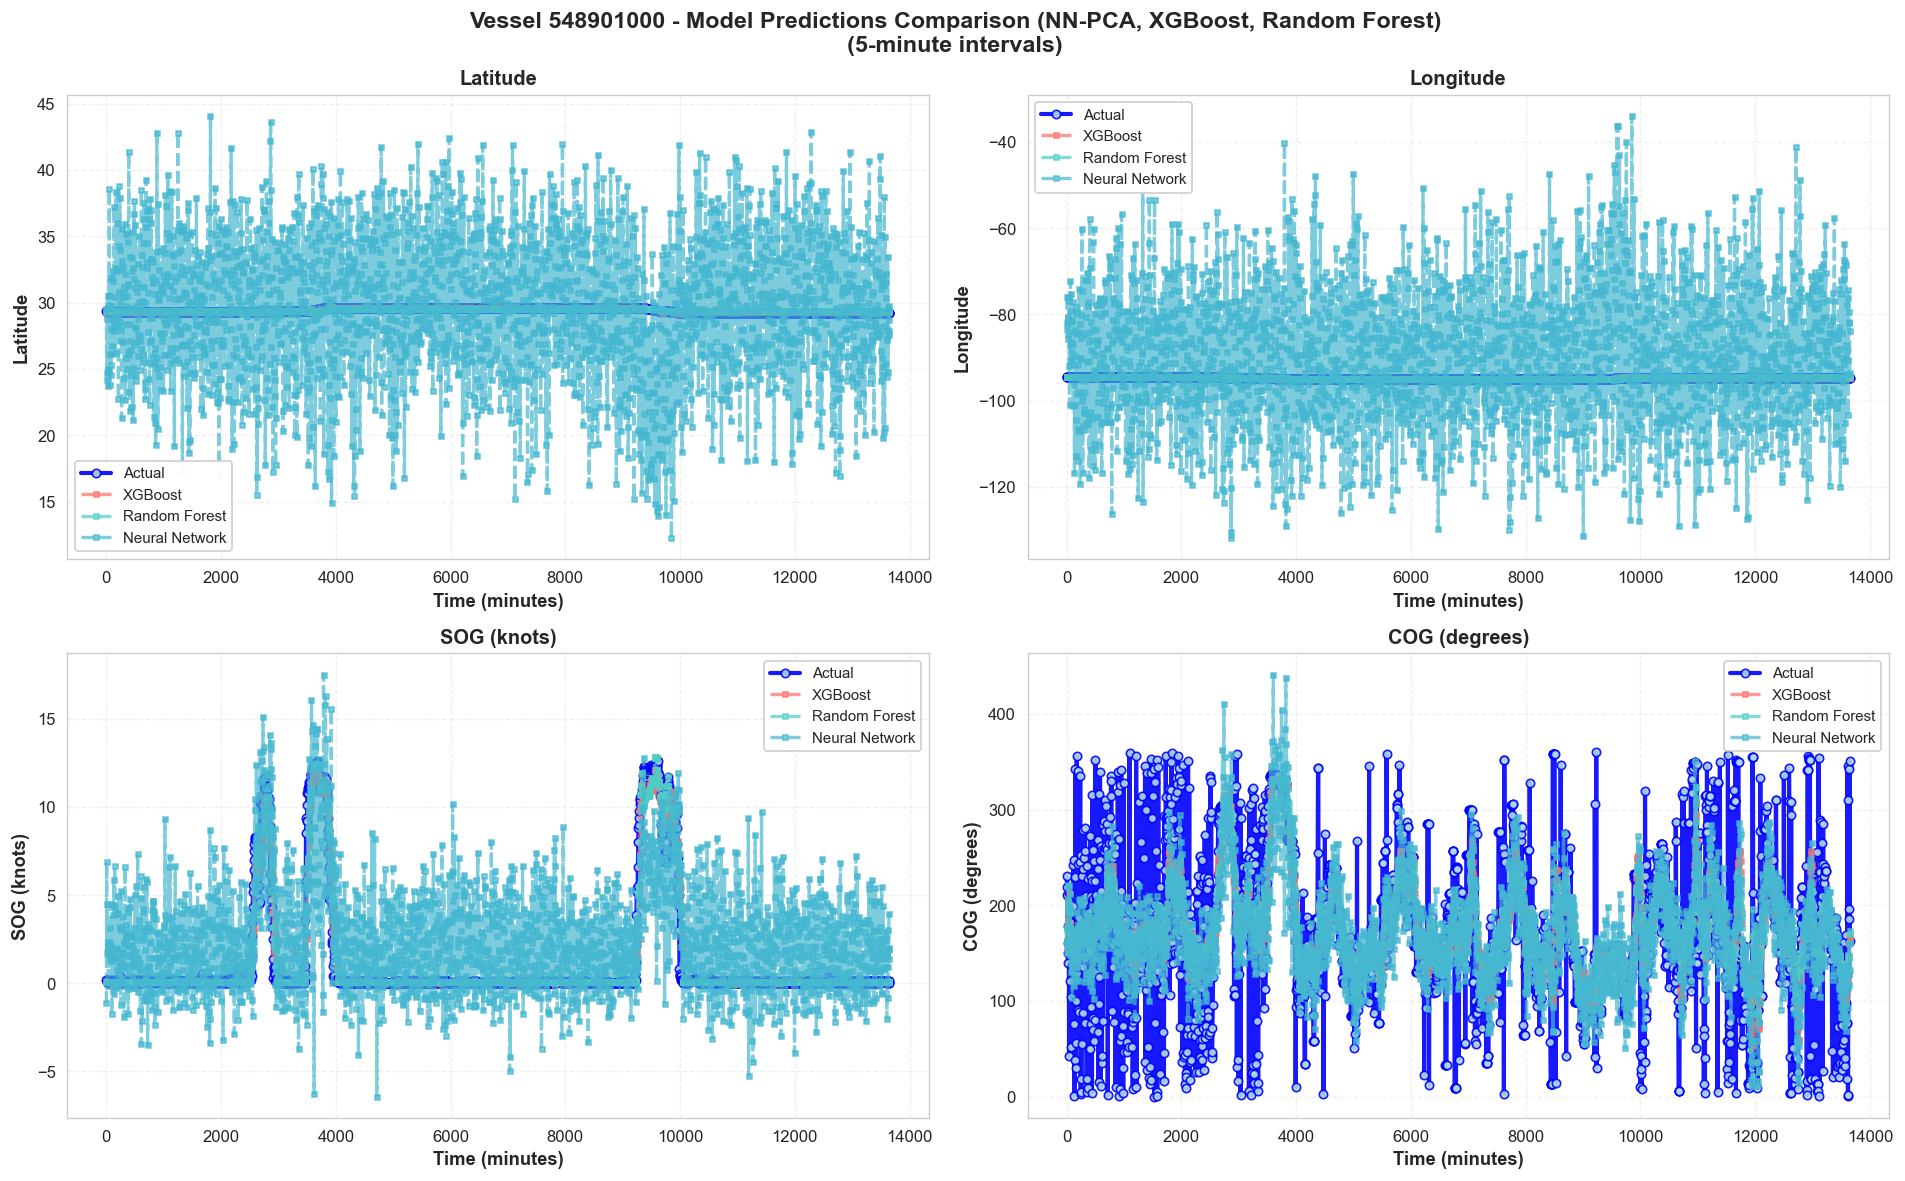 Vessel 548901000 - Model Predictions Comparison (NN-PCA, XGBoost, Random Forest)
(5-minute intervals)
Latitude
45
40
35
30
25
20
15
Latitude
Actual
XGBoost
Random Forest
Neural Network
0 2000 4000 6000 8000 10000 12000 14000
Time (minutes)
Longitude
−40
−60
−80
−100
−120
Longitude
Actual
XGBoost
Random Forest
Neural Network
0 2000 4000 6000 8000 10000 12000 14000
Time (minutes)
SOG (knots)
15
10
5
0
−5
SOG (knots)
Actual
XGBoost
Random Forest
Neural Network
0 2000 4000 6000 8000 10000 12000 14000
Time (minutes)
COG (degrees)
400
300
200
100
0
COG (degrees)
Actual
XGBoost
Random Forest
Neural Network
0 2000 4000 6000 8000 10000 12000 14000
Time (minutes)